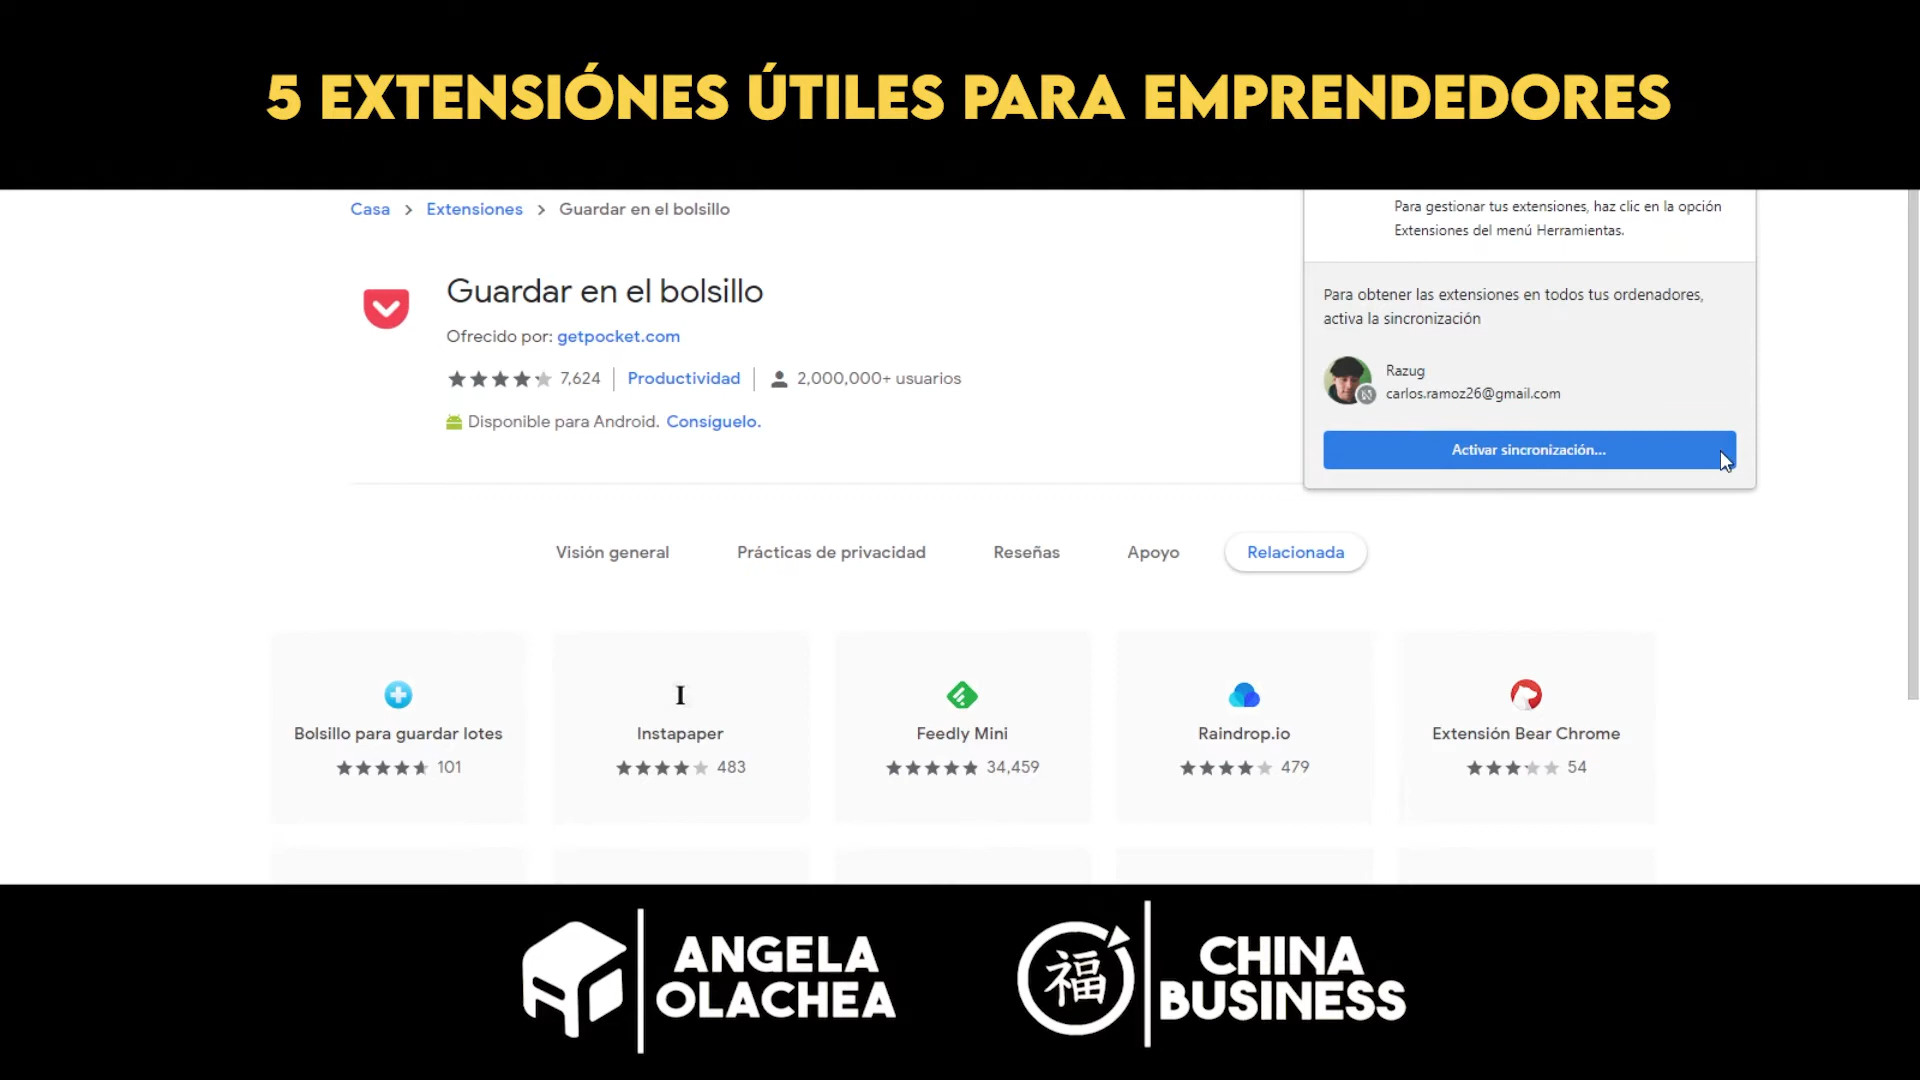 5 EXTENSIÓNES ÚTILES PARA EMPRENDEDORES
Casa > Extensiones > Guardar en el bolsillo
Para gestionar tus extensiones, haz clic en la opción
Extensiones del menú Herramientas.
Guardar en el bolsillo
Ofrecido por: getpocket.com
7,624 | Productividad | 2,000,000+ usuarios
Disponible para Android. Consíguelo.
Para obtener las extensiones en todos tus ordenadores,
activa la sincronización
Razug
carlos.ramoz26@gmail.com
Activar sincronización...
Visión general
Prácticas de privacidad
Reseñas
Apoyo
Relacionada
Bolsillo para guardar lotes
101
I
Instapaper
483
Feedly Mini
34,459
Raindrop.io
479
Extensión Bear Chrome
54
ANGELA
OLACHEA
福
CHINA
BUSINESS